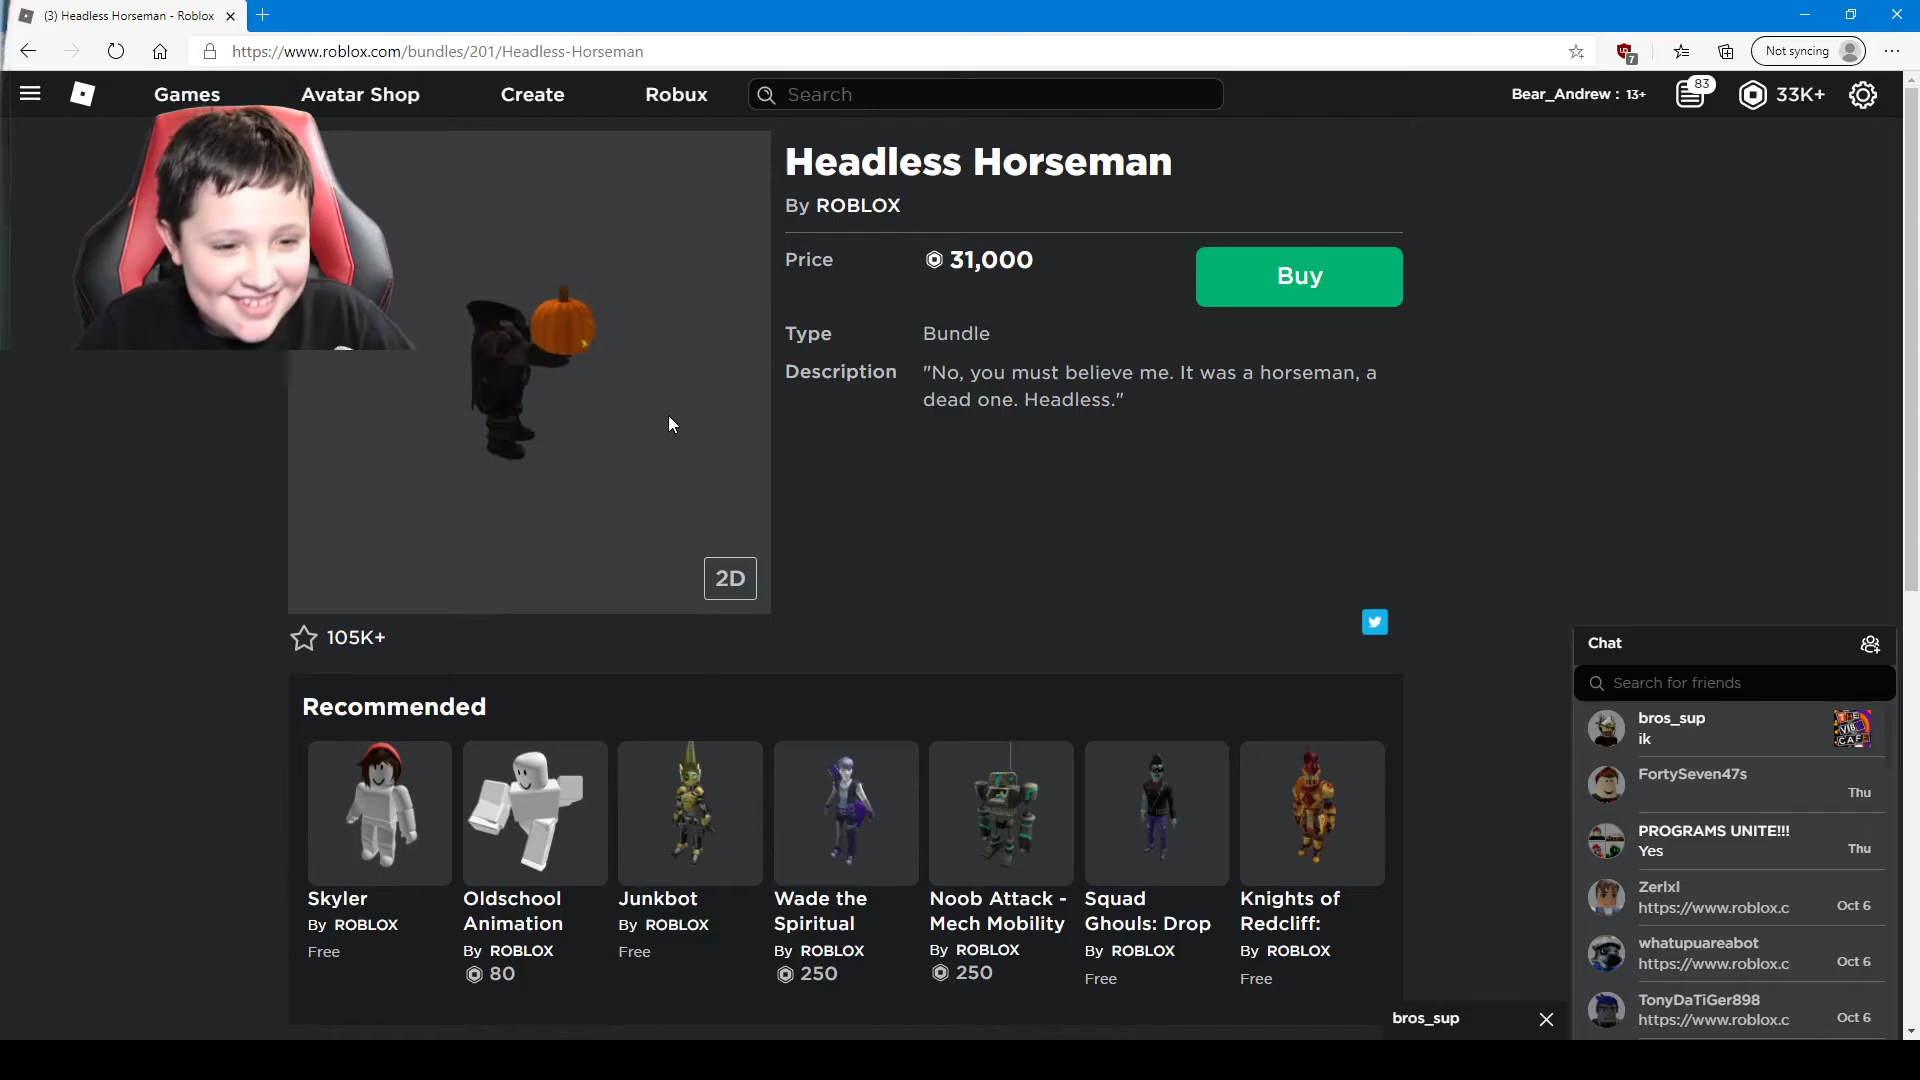 (3) Headless Horseman - Roblox
https://www.roblox.com/bundles/201/Headless-Horseman
7
Not syncing
Games
Avatar Shop
Create
Robux
Search
Bear_Andrew : 13+
83
33K+
Headless Horseman
By ROBLOX
Price
31,000
Buy
Type
Bundle
Description
"No, you must believe me. It was a horseman, a
dead one. Headless."
2D
105K+
Recommended
Skyler
By ROBLOX
Free
Oldschool
Animation
By ROBLOX
80
Junkbot
By ROBLOX
Free
Wade the
Spiritual
By ROBLOX
250
Noob Attack -
Mech Mobility
By ROBLOX
250
Squad
Ghouls: Drop
By ROBLOX
Free
Knights of
Redcliff:
By ROBLOX
Free
Chat
Search for friends
bros_sup
ik
THE
VIBE
CAFE
FortySeven47s
Thu
PROGRAMS UNITE!!!
Yes
Thu
Zerlxl
https://www.roblox.c
Oct 6
whatupuareabot
https://www.roblox.c
Oct 6
TonyDaTiGer898
https://www.roblox.c
Oct 6
bros_sup